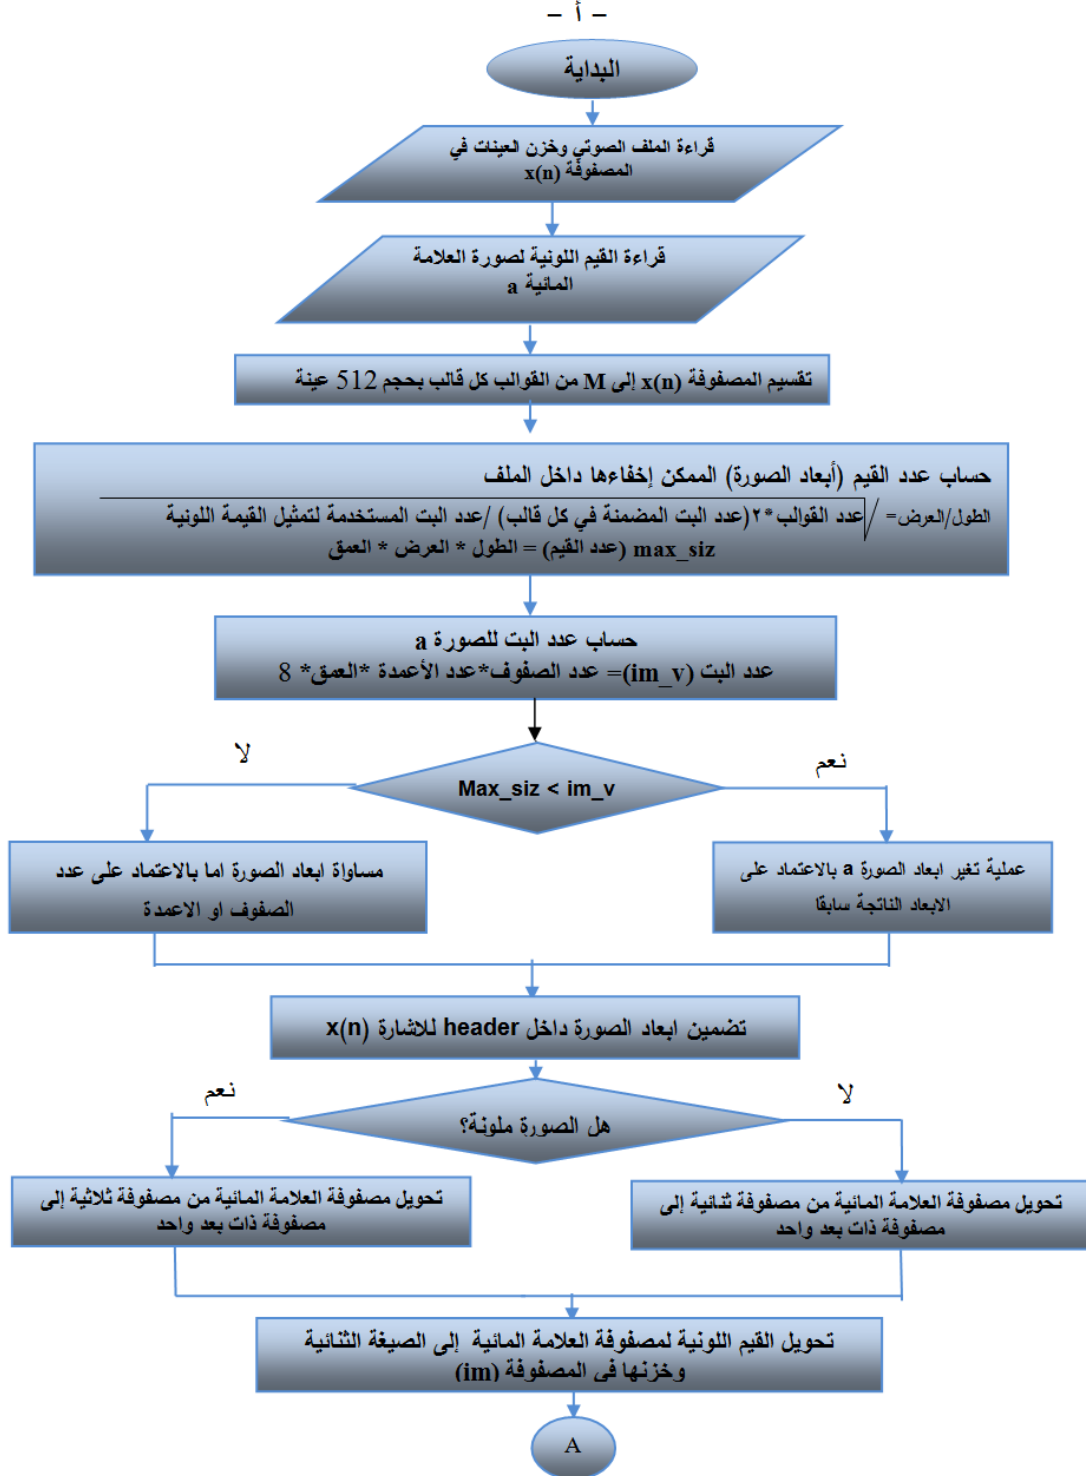 – أ –
البداية
قراءة الملف الصوتي وخزن العينات في
المصفوفة x(n)
قراءة القيم اللونية لصورة العلامة
المائية a
تقسيم المصفوفة x(n) إلى M من القوالب كل قالب بحجم 512 عينة
حساب عدد القيم (أبعاد الصورة) الممكن إخفاءها داخل الملف
الطول/العرض= √عدد القوالب*٢(عدد البت المضمنة في كل قالب) /عدد البت المستخدمة لتمثيل القيمة اللونية
max_siz (عدد القيم) = الطول * العرض * العمق
حساب عدد البت للصورة a
عدد البت (im_v)= عدد الصفوف*عدد الأعمدة *العمق* 8
Max_siz < im_v
نعم
لا
عملية تغير ابعاد الصورة a بالاعتماد على
الابعاد الناتجة سابقا
مساواة ابعاد الصورة اما بالاعتماد على عدد
الصفوف او الاعمدة
تضمين ابعاد الصورة داخل header للاشارة x(n)
هل الصورة ملونة؟
لا
نعم
تحويل مصفوفة العلامة المائية من مصفوفة ثنائية إلى
مصفوفة ذات بعد واحد
تحويل مصفوفة العلامة المائية من مصفوفة ثلاثية إلى
مصفوفة ذات بعد واحد
تحويل القيم اللونية لمصفوفة العلامة المائية إلى الصيغة الثنائية
وخزنها في المصفوفة (im)
A